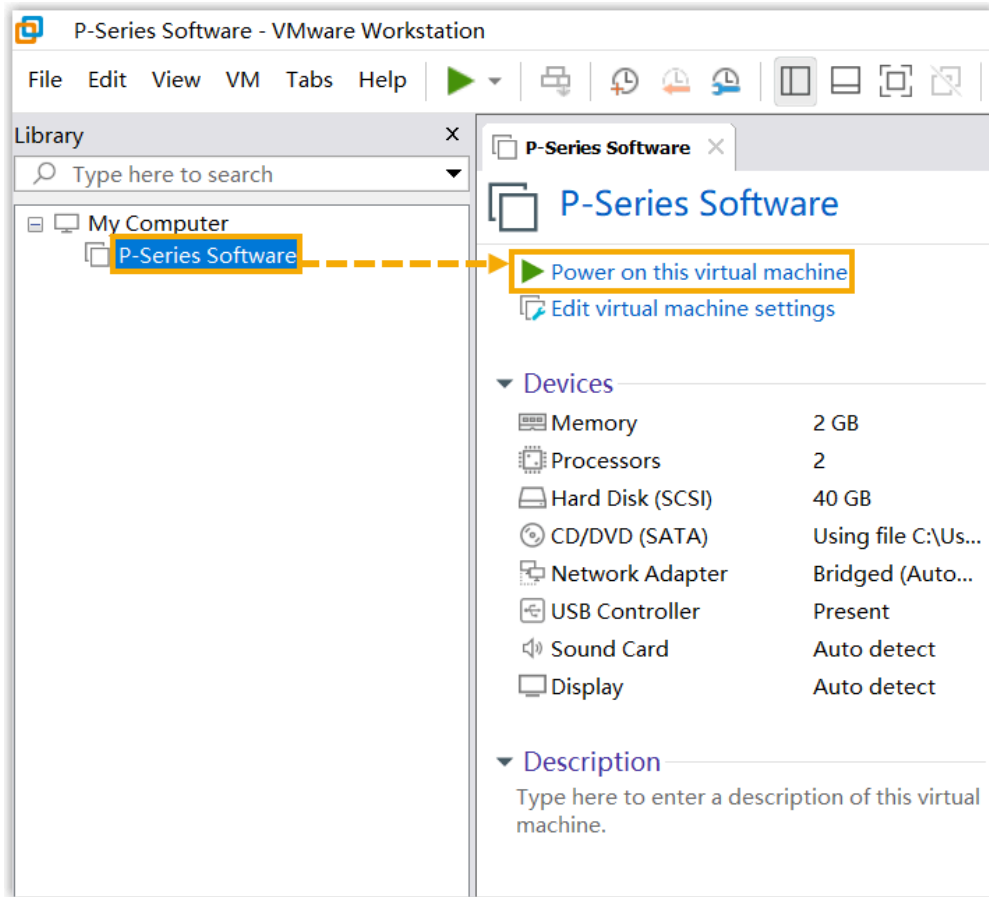 P-Series Software - VMware Workstation
File Edit View VM Tabs Help
Library
Type here to search
My Computer
P-Series Software
P-Series Software
P-Series Software
Power on this virtual machine
Edit virtual machine settings
Devices
Memory 2 GB
Processors 2
Hard Disk (SCSI) 40 GB
CD/DVD (SATA) Using file C:\Us...
Network Adapter Bridged (Auto...
USB Controller Present
Sound Card Auto detect
Display Auto detect
Description
Type here to enter a description of this virtual
machine.